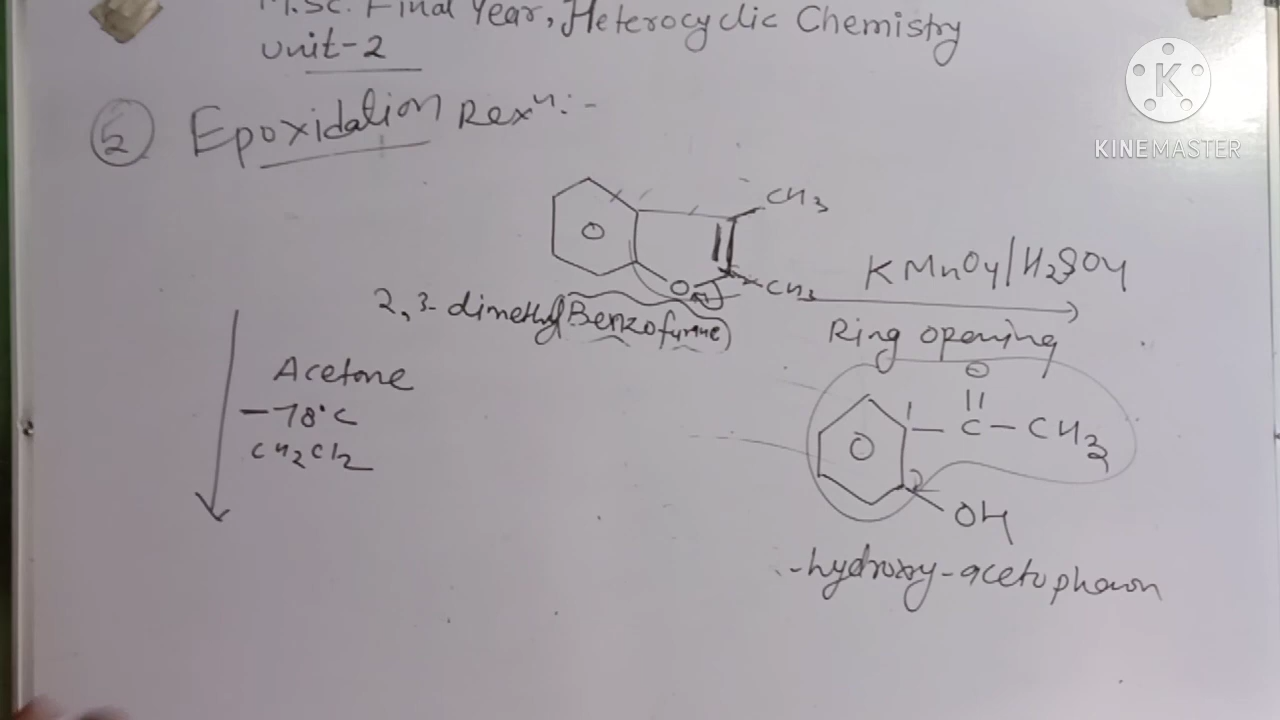 M.Sc. Final Year, Heterocyclic Chemistry
Unit-2
K
KINEMASTER
5 Epoxidation Rexn:-
CH3
O
O
CH3
KMnO4/H2SO4
2,3-dimethyl(Benzofurane)
Ring opening
Acetone
-78°C
CH2Cl2
O
1
O
-C-CH3
2
OH
-hydroxy-acetophenon